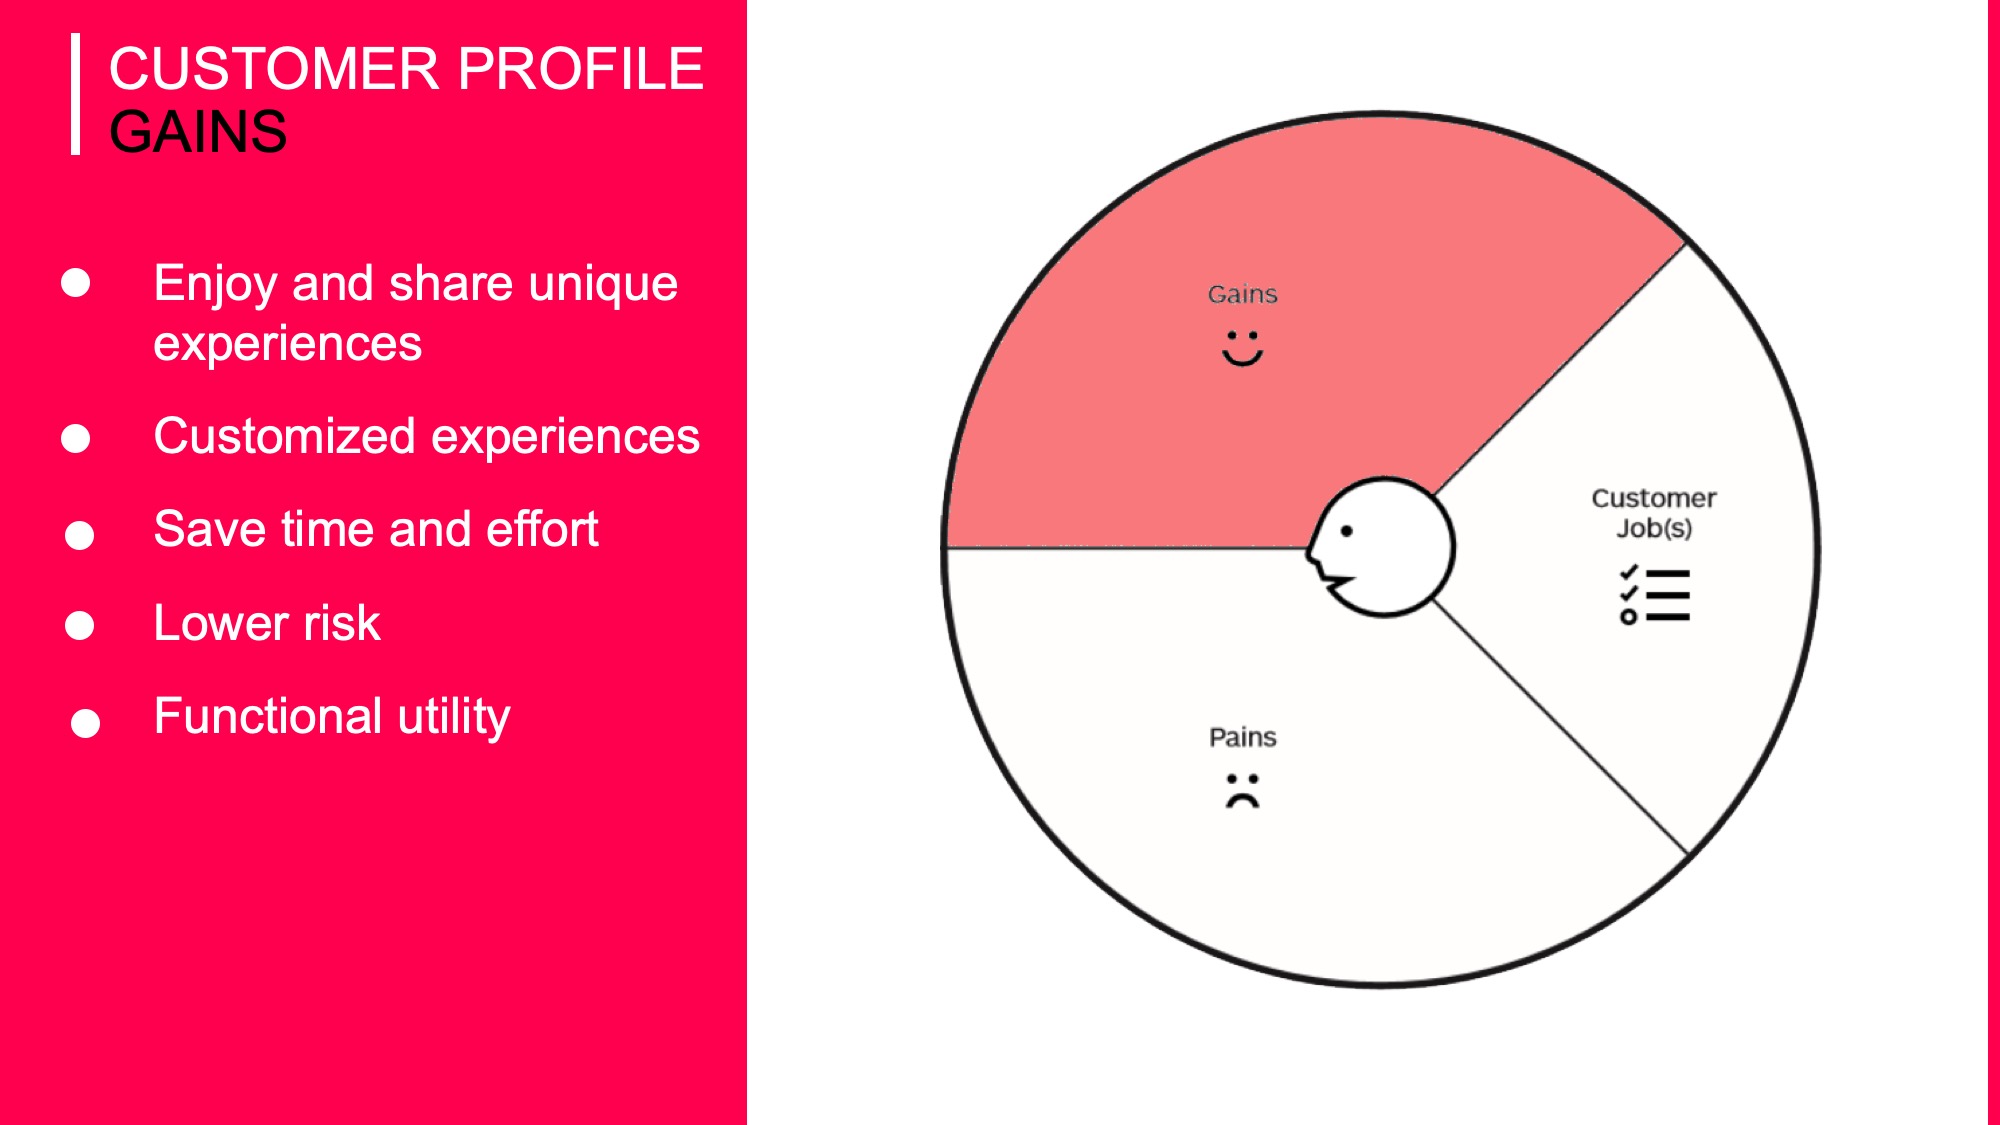 CUSTOMER PROFILE
GAINS
Enjoy and share unique
experiences
Customized experiences
Save time and effort
Lower risk
Functional utility
Gains
Customer
Job(s)
Pains